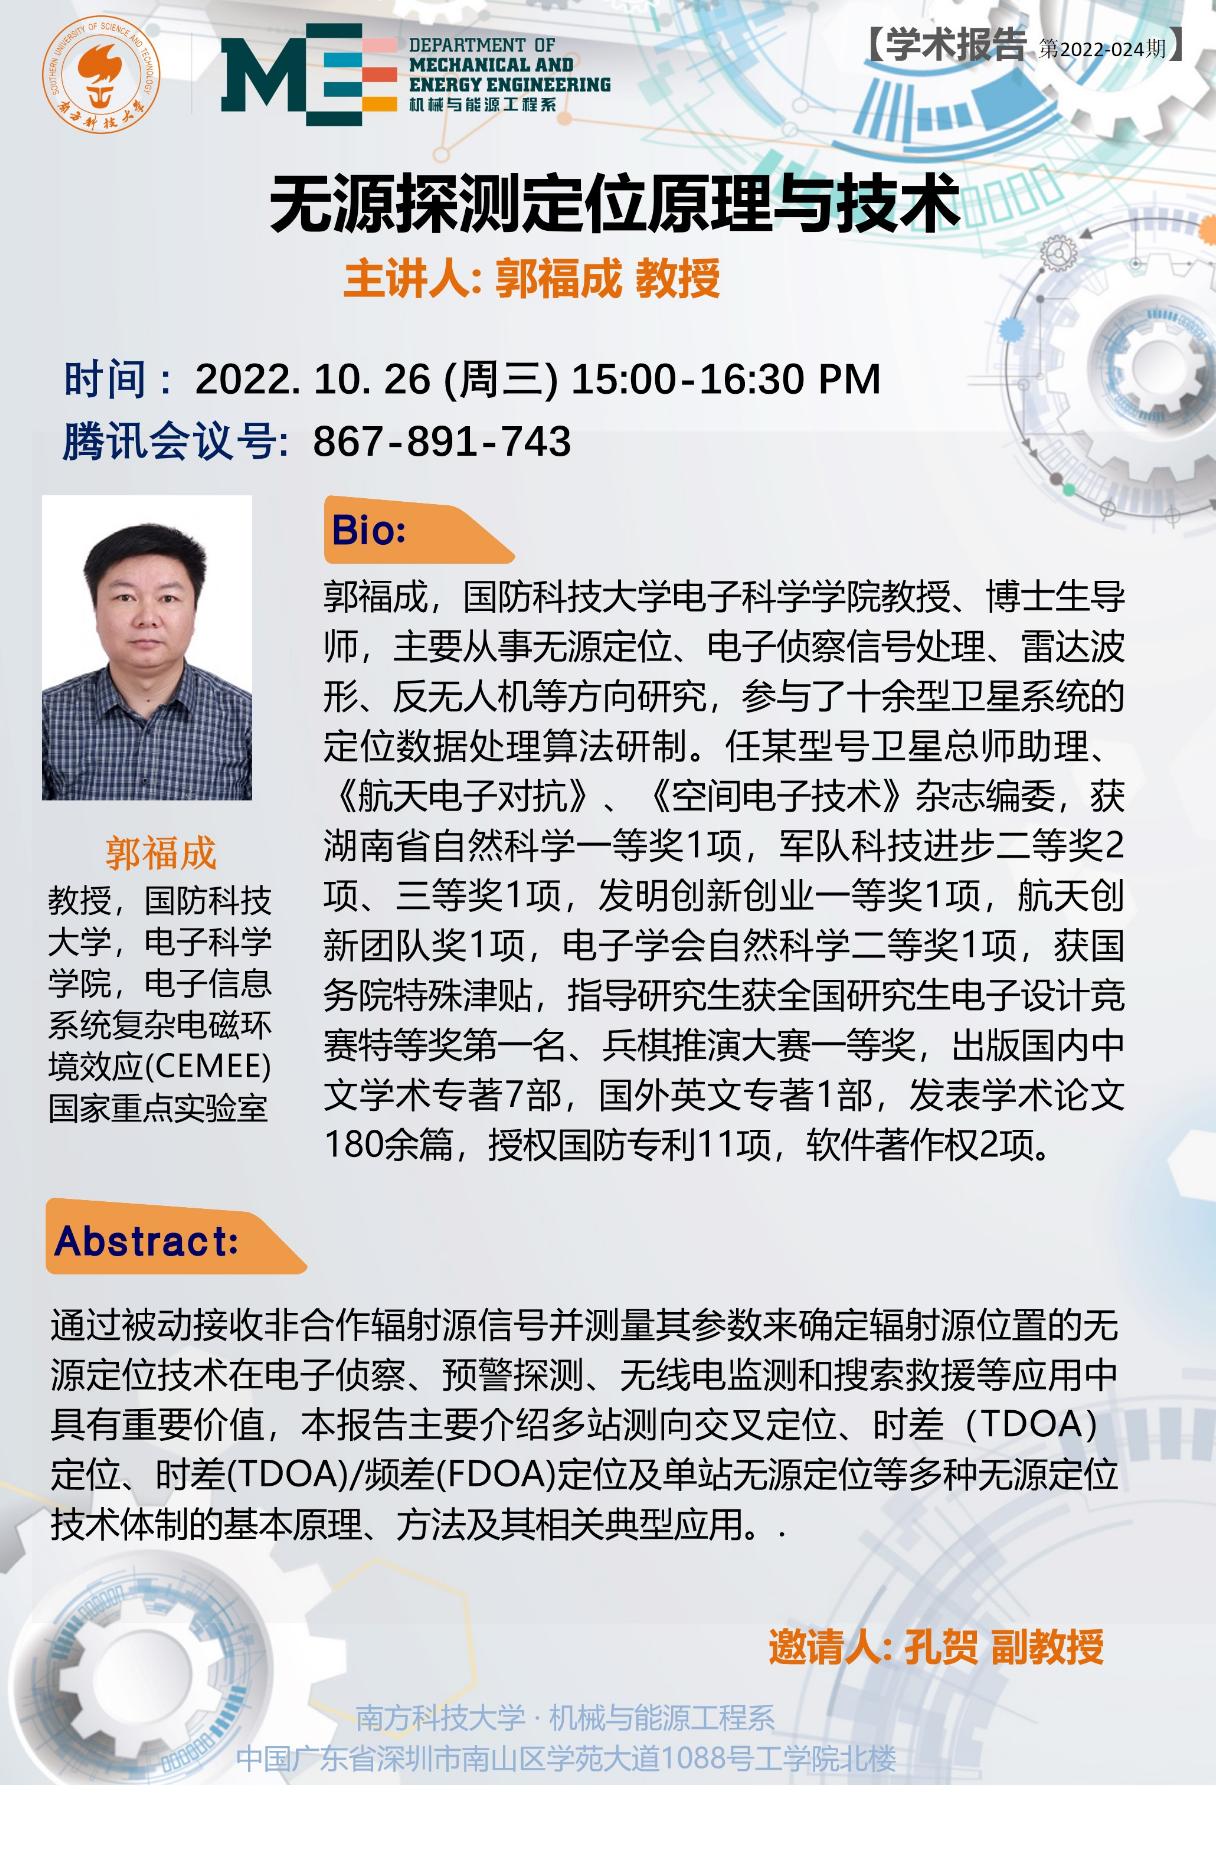 SOUTHERN UNIVERSITY OF SCIENCE AND TECHNOLOGY
南方科技大学
ME
DEPARTMENT OF
MECHANICAL AND
ENERGY ENGINEERING
机械与能源工程系
【学术报告 第2022-024期】
无源探测定位原理与技术
主讲人: 郭福成 教授
时间： 2022. 10. 26 (周三) 15:00-16:30 PM
腾讯会议号: 867-891-743
Bio:
郭福成，国防科技大学电子科学学院教授、博士生导
师，主要从事无源定位、电子侦察信号处理、雷达波
形、反无人机等方向研究，参与了十余型卫星系统的
定位数据处理算法研制。任某型号卫星总师助理、
《航天电子对抗》、《空间电子技术》杂志编委，获
湖南省自然科学一等奖1项，军队科技进步二等奖2
项、三等奖1项，发明创新创业一等奖1项，航天创
新团队奖1项，电子学会自然科学二等奖1项，获国
务院特殊津贴，指导研究生获全国研究生电子设计竞
赛特等奖第一名、兵棋推演大赛一等奖，出版国内中
文学术专著7部，国外英文专著1部，发表学术论文
180余篇，授权国防专利11项，软件著作权2项。
郭福成
教授，国防科技
大学，电子科学
学院，电子信息
系统复杂电磁环
境效应(CEMEE)
国家重点实验室
Abstract:
通过被动接收非合作辐射源信号并测量其参数来确定辐射源位置的无
源定位技术在电子侦察、预警探测、无线电监测和搜索救援等应用中
具有重要价值，本报告主要介绍多站测向交叉定位、时差（TDOA）
定位、时差(TDOA)/频差(FDOA)定位及单站无源定位等多种无源定位
技术体制的基本原理、方法及其相关典型应用。.
邀请人: 孔贺 副教授
南方科技大学 · 机械与能源工程系
中国广东省深圳市南山区学苑大道1088号工学院北楼